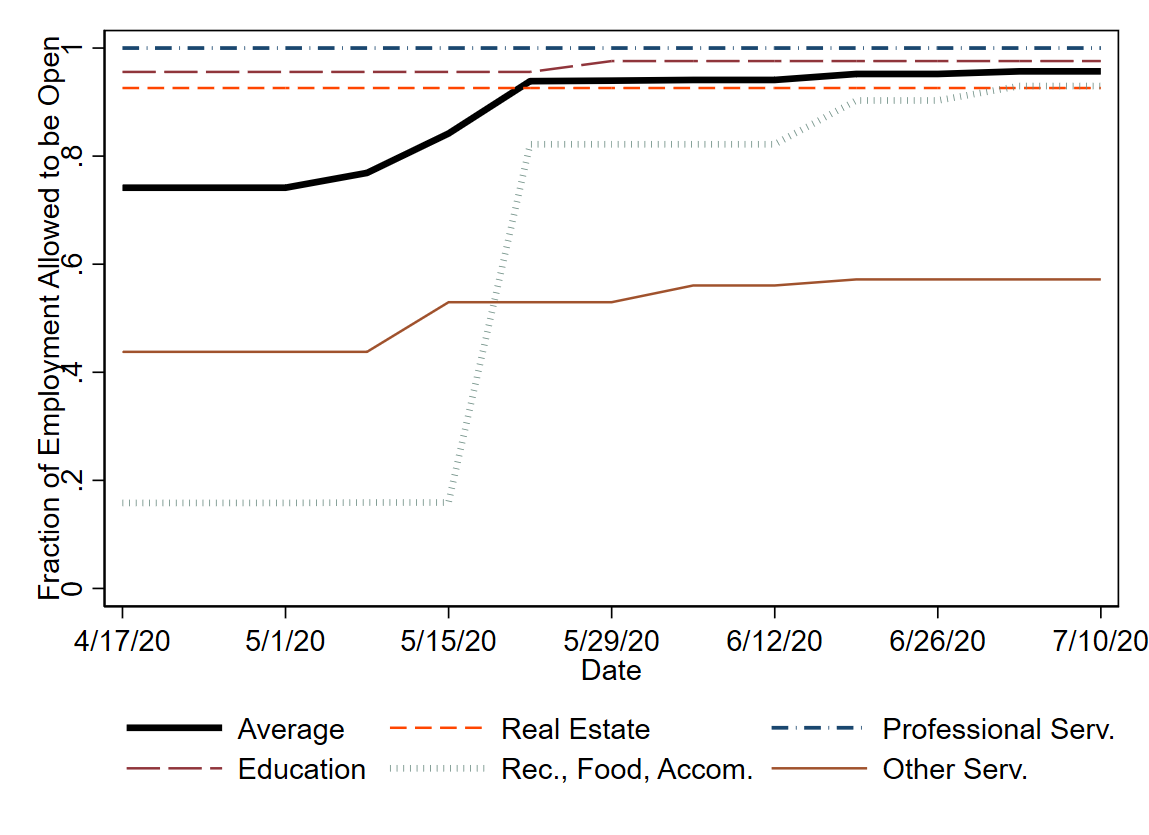 Fraction of Employment Allowed to be Open
1
.8
.6
.4
.2
0
4/17/20 5/1/20 5/15/20 5/29/20 6/12/20 6/26/20 7/10/20
Date
Average Real Estate Professional Serv.
Education Rec., Food, Accom. Other Serv.